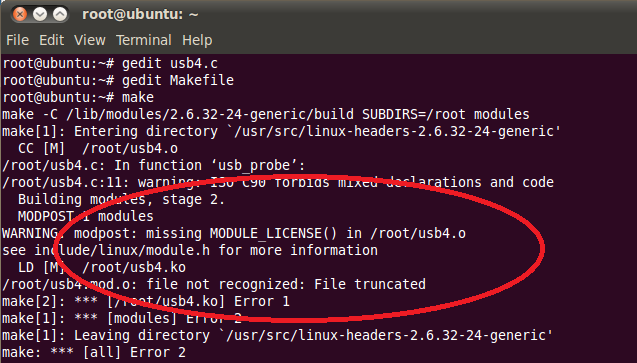 root@ubuntu: ~
File Edit View Terminal Help
root@ubuntu:~# gedit usb4.c
root@ubuntu:~# gedit Makefile
root@ubuntu:~# make
make -C /lib/modules/2.6.32-24-generic/build SUBDIRS=/root modules
make[1]: Entering directory `/usr/src/linux-headers-2.6.32-24-generic'
  CC [M]  /root/usb4.o
/root/usb4.c: In function ‘usb_probe’:
/root/usb4.c:11: warning: ISO C90 forbids mixed declarations and code
  Building modules, stage 2.
  MODPOST 1 modules
WARNING: modpost: missing MODULE_LICENSE() in /root/usb4.o
see include/linux/module.h for more information
  LD [M]  /root/usb4.ko
/root/usb4.mod.o: file not recognized: File truncated
make[2]: *** [/root/usb4.ko] Error 1
make[1]: *** [modules] Error 2
make[1]: Leaving directory `/usr/src/linux-headers-2.6.32-24-generic'
make: *** [all] Error 2